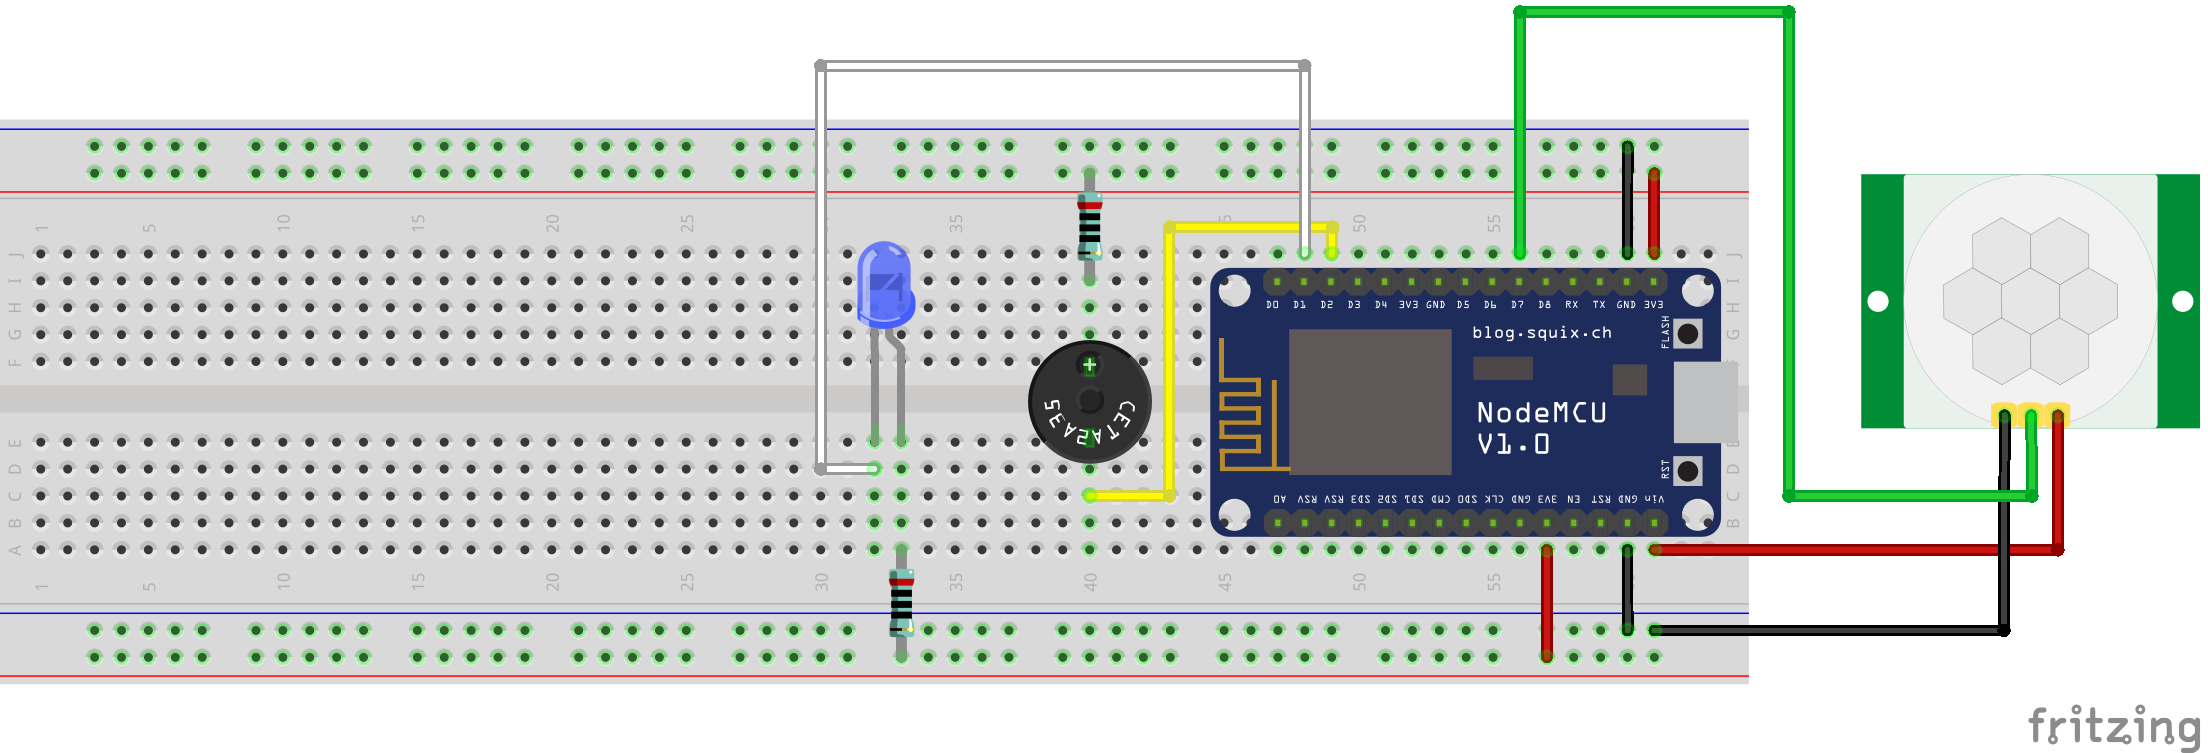 1 5 10 15 20 25 35 5 50 55
J
I
H
G
F
J
H
G
D0 D1 D2 D3 D4 3V3 GND D5 D6 D7 D8 RX TX GND 3V3
blog.squix.ch
FLASH
NodeMCU
V1.0
RST
+
CET12A35
A0 RSV RSV SD3 SD2 SD1 CMD SD0 CLK GND 3V3 EN RST GND Vin
E
D
C
B
A
D
C
B
1 5 10 15 20 25 30 35 40 45 50 55
fritzing